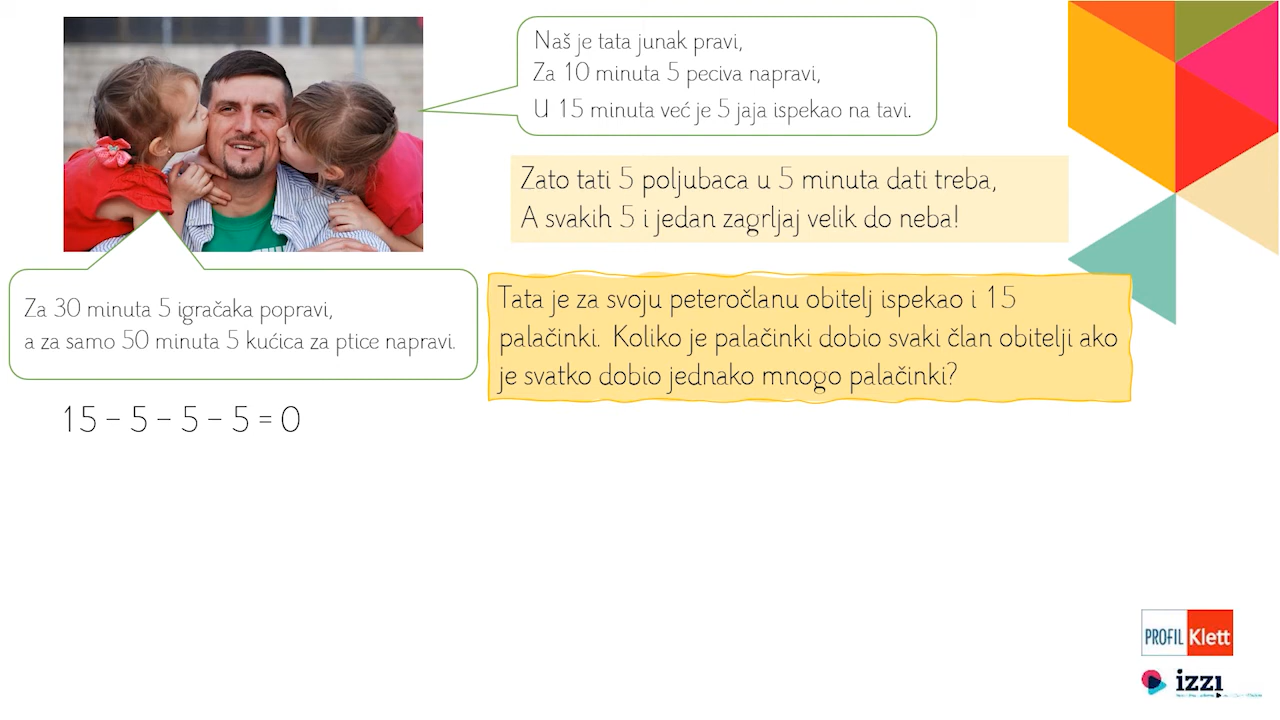 Naš je tata junak pravi,
Za 10 minuta 5 peciva napravi,
U 15 minuta već je 5 jaja ispekao na tavi.
Zato tati 5 poljubaca u 5 minuta dati treba,
A svakih 5 i jedan zagrljaj velik do neba!
Za 30 minuta 5 igračaka popravi,
a za samo 50 minuta 5 kućica za ptice napravi.
Tata je za svoju peteročlanu obitelj ispekao i 15
palačinki. Koliko je palačinki dobio svaki član obitelji ako
je svatko dobio jednako mnogo palačinki?
15 – 5 – 5 – 5 = 0
PROFIL Klett
izzi